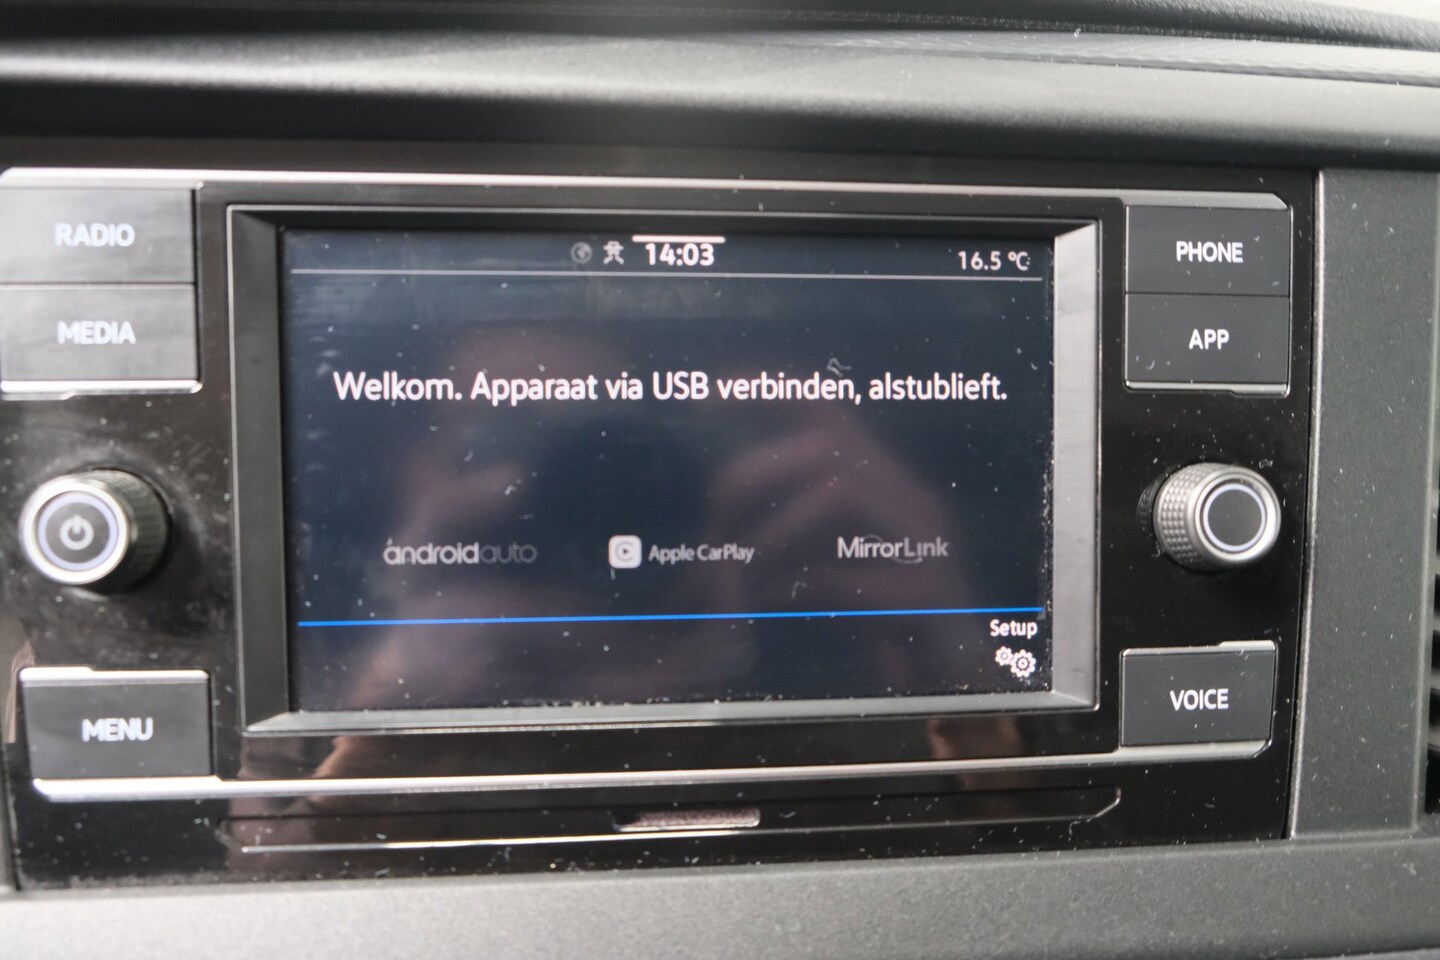 RADIO
MEDIA
MENU
14:03
16.5 °C
Welkom. Apparaat via USB verbinden, alstublieft.
androidauto
Apple CarPlay
MirrorLink
Setup
PHONE
APP
VOICE